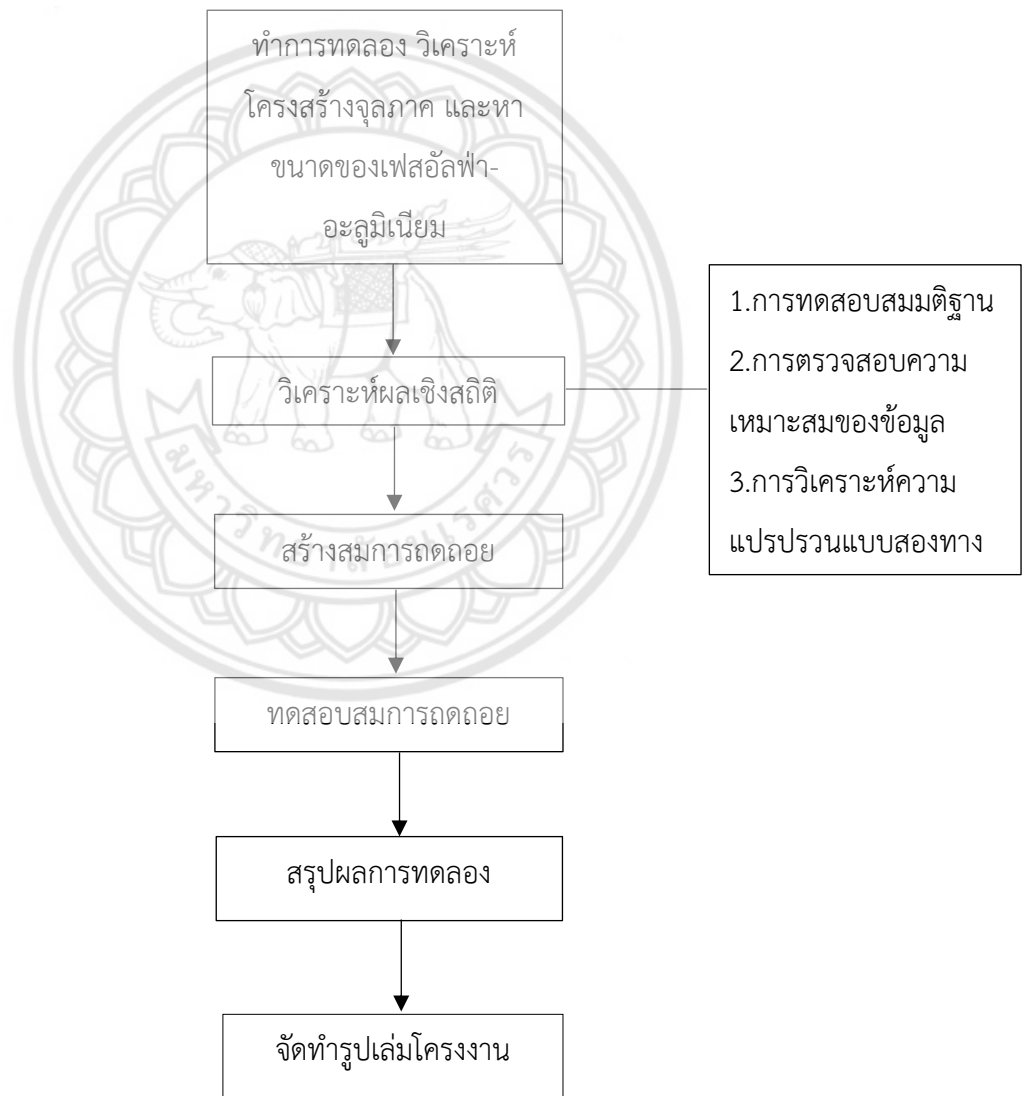 ทำการทดลอง วิเคราะห์
โครงสร้างจุลภาค และหา
ขนาดของเฟสอัลฟ่า-
อะลูมิเนียม
วิเคราะห์ผลเชิงสถิติ
1.การทดสอบสมมติฐาน
2.การตรวจสอบความ
เหมาะสมของข้อมูล
3.การวิเคราะห์ความ
แปรปรวนแบบสองทาง
สร้างสมการถดถอย
ทดสอบสมการถดถอย
สรุปผลการทดลอง
จัดทำรูปเล่มโครงงาน